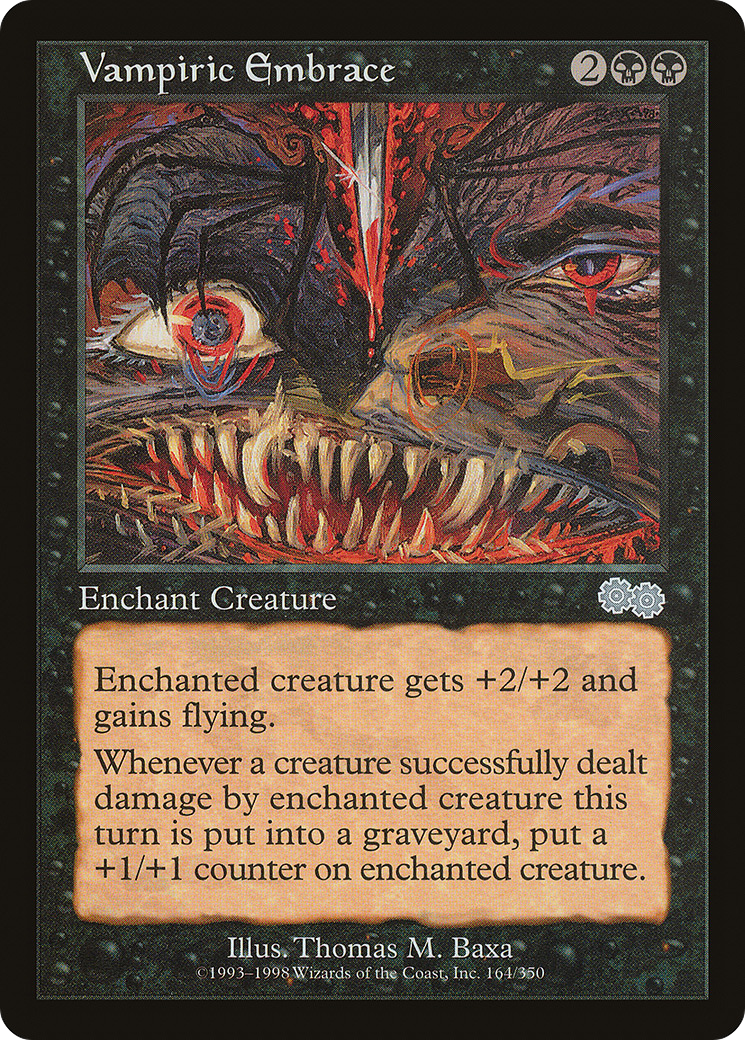 Vampiric Embrace 2
Enchant Creature
Enchanted creature gets +2/+2 and
gains flying.
Whenever a creature successfully dealt
damage by enchanted creature this
turn is put into a graveyard, put a
+1/+1 counter on enchanted creature.
Illus. Thomas M. Baxa
©1993–1998 Wizards of the Coast, Inc. 164/350